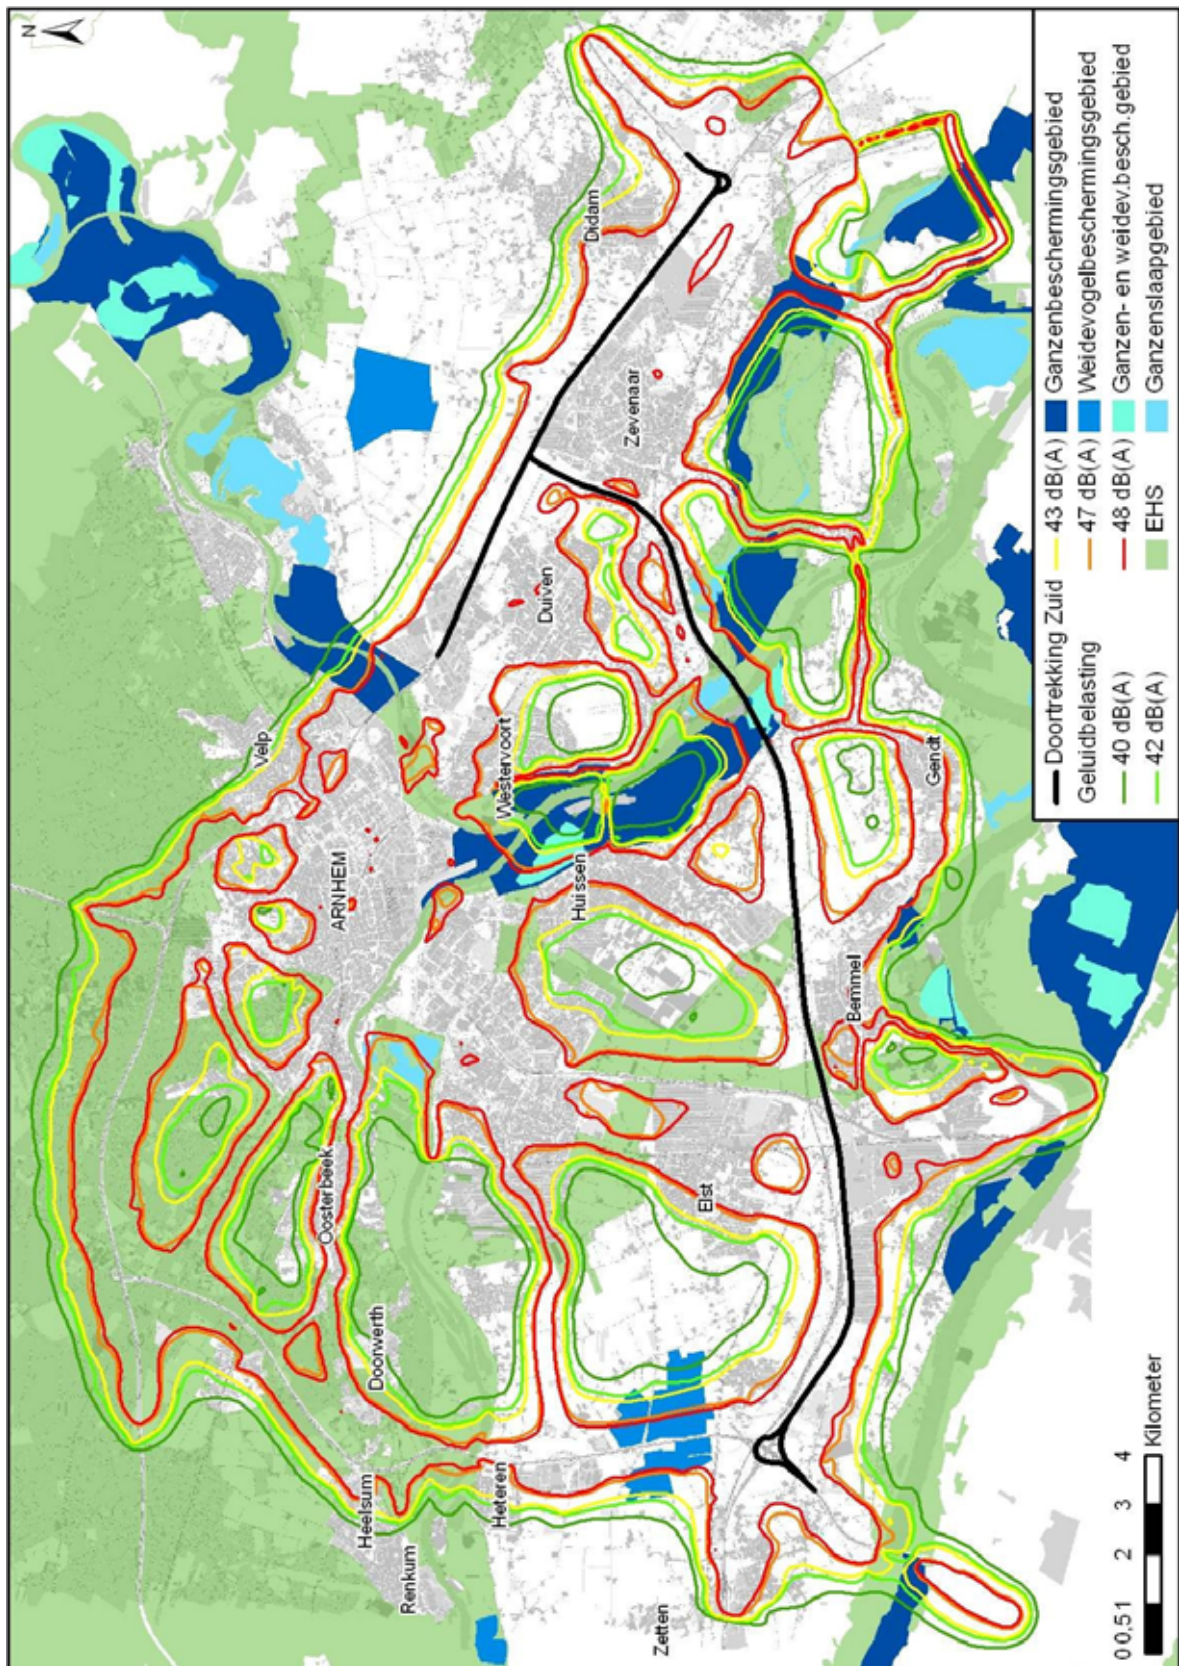 N
Velp
Didam
ARNHEM
Westervoort
Duiven
Zevenaar
Oosterbeek
Huissen
Doorwerth
Heelsum
Renkum
Heteren
Elst
Bemmel
Gendt
Zetten
Doortrekking Zuid
Geluidbelasting
40 dB(A)
42 dB(A)
43 dB(A)
47 dB(A)
48 dB(A)
EHS
Ganzenbeschermingsgebied
Weidevogelbeschermingsgebied
Ganzen- en weidev.besch.gebied
Ganzenslaapgebied
0 0,5 1 2 3 4
Kilometer